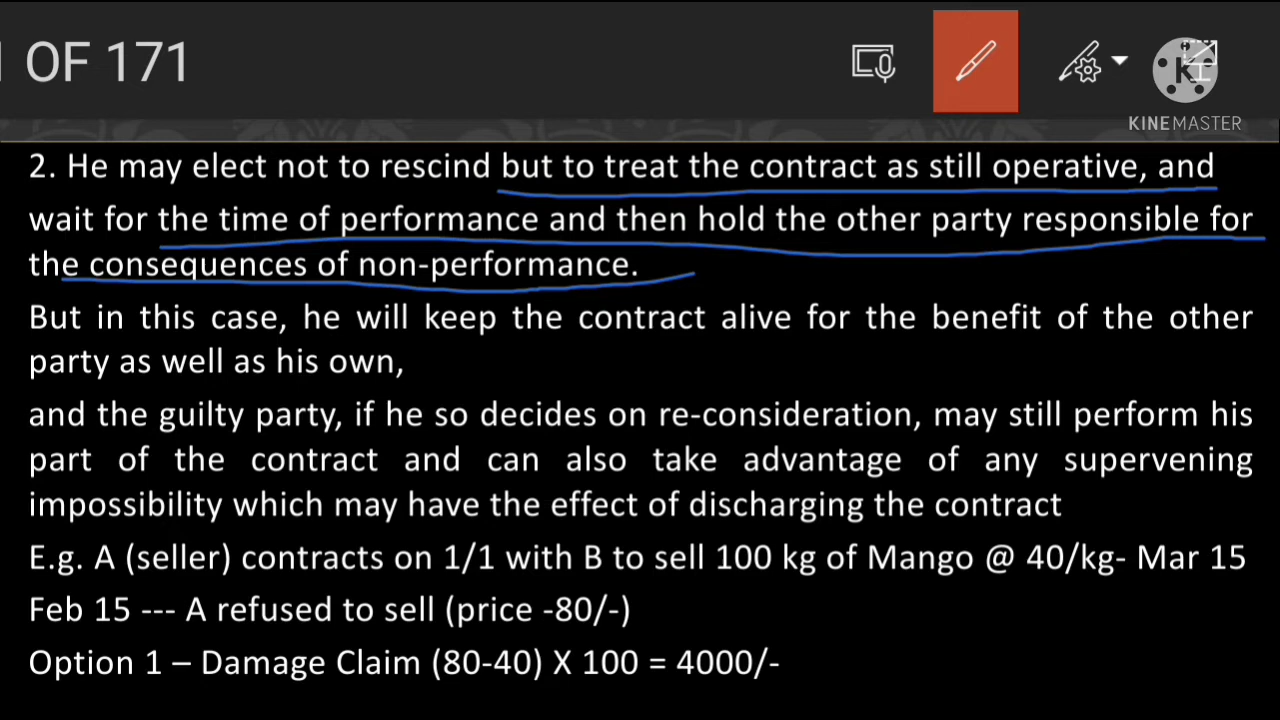 OF 171
KINEMASTER
2. He may elect not to rescind but to treat the contract as still operative, and
wait for the time of performance and then hold the other party responsible for
the consequences of non-performance.
But in this case, he will keep the contract alive for the benefit of the other
party as well as his own,
and the guilty party, if he so decides on re-consideration, may still perform his
part of the contract and can also take advantage of any supervening
impossibility which may have the effect of discharging the contract
E.g. A (seller) contracts on 1/1 with B to sell 100 kg of Mango @ 40/kg- Mar 15
Feb 15 --- A refused to sell (price -80/-)
Option 1 – Damage Claim (80-40) X 100 = 4000/-